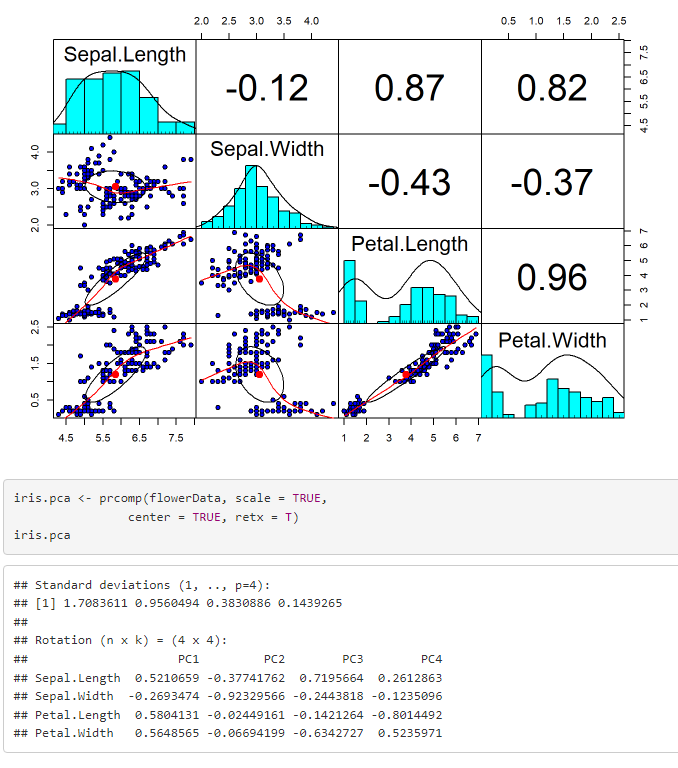 2.0 2.5 3.0 3.5 4.0 0.5 1.0 1.5 2.0 2.5
Sepal.Length
-0.12 0.87 0.82
4.5 5.5 6.5 7.5
Sepal.Width
2.0 3.0 4.0
-0.43 -0.37
Petal.Length
0.96
1 2 3 4 5 6 7
Petal.Width
0.5 1.5 2.5
4.5 5.5 6.5 7.5 1 2 3 4 5 6 7
iris.pca <- prcomp(flowerData, scale = TRUE,
center = TRUE, retx = T)
iris.pca
## Standard deviations (1, .., p=4):
## [1] 1.7083611 0.9560494 0.3830886 0.1439265
##
## Rotation (n x k) = (4 x 4):
## PC1 PC2 PC3 PC4
## Sepal.Length 0.5210659 -0.37741762 0.7195664 0.2612863
## Sepal.Width -0.2693474 -0.92329566 -0.2443818 -0.1235096
## Petal.Length 0.5804131 -0.02449161 -0.1421264 -0.8014492
## Petal.Width 0.5648565 -0.06694199 -0.6342727 0.5235971